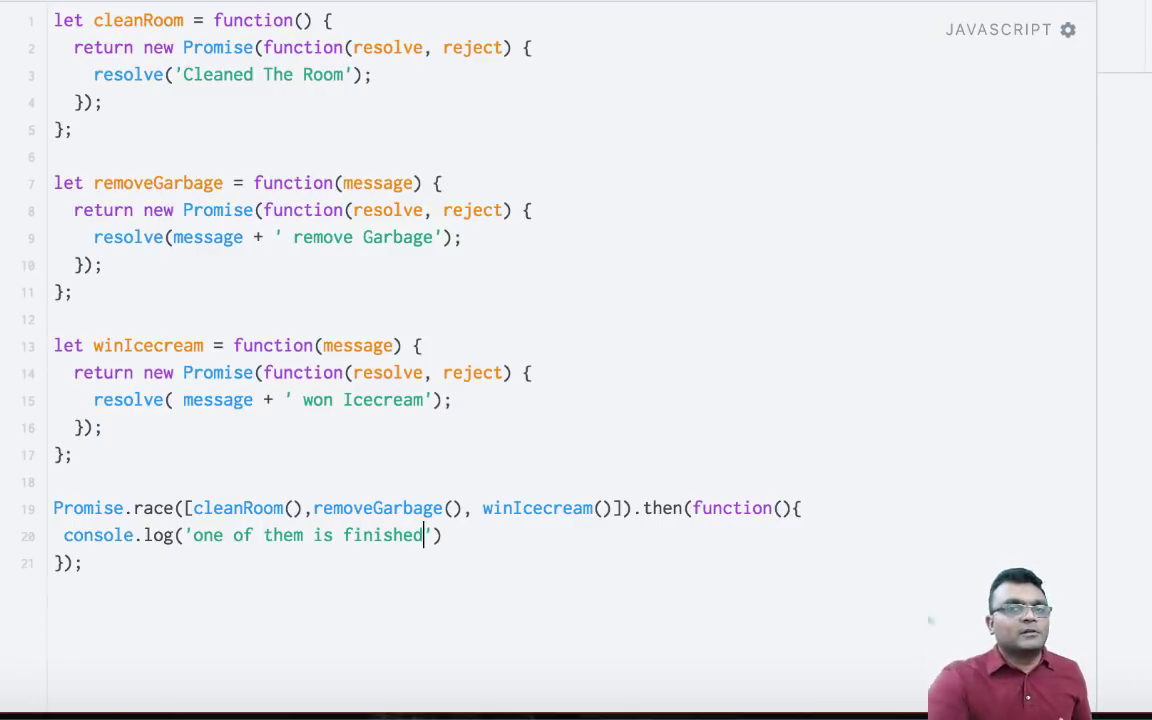 JAVASCRIPT
1 let cleanRoom = function() {
2 return new Promise(function(resolve, reject) {
3 resolve('Cleaned The Room');
4 });
5 };
6
7 let removeGarbage = function(message) {
8 return new Promise(function(resolve, reject) {
9 resolve(message + ' remove Garbage');
10 });
11 };
12
13 let winIcecream = function(message) {
14 return new Promise(function(resolve, reject) {
15 resolve( message + ' won Icecream');
16 });
17 };
18
19 Promise.race([cleanRoom(),removeGarbage(), winIcecream()]).then(function(){
20 console.log('one of them is finished')
21 });